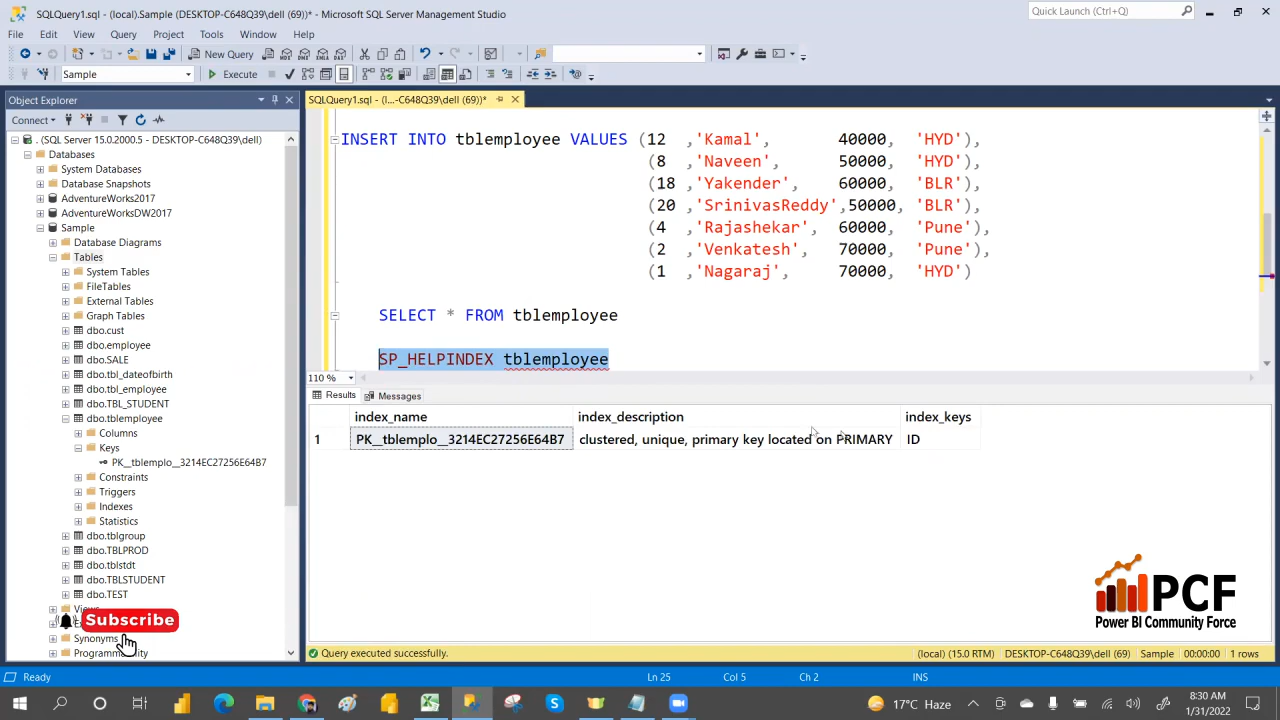 SQLQuery1.sql - (local).Sample (DESKTOP-C648Q39\dell (69))* - Microsoft SQL Server Management Studio
Quick Launch (Ctrl+Q)
File Edit View Query Project Tools Window Help
New Query
Sample
Execute
Object Explorer
SQLQuery1.sql - (l...-C648Q39\dell (69))*
Connect
. (SQL Server 15.0.2000.5 - DESKTOP-C648Q39\dell)
Databases
System Databases
Database Snapshots
AdventureWorks2017
AdventureWorksDW2017
Sample
Database Diagrams
Tables
System Tables
FileTables
External Tables
Graph Tables
dbo.cust
dbo.employee
dbo.SALE
dbo.tbl_dateofbirth
dbo.tbl_employee
dbo.TBL_STUDENT
dbo.tblemployee
Columns
Keys
PK__tblemplo__3214EC27256E64B7
Constraints
Triggers
Indexes
Statistics
dbo.tblgroup
dbo.TBLPROD
dbo.tblstdt
dbo.TBLSTUDENT
dbo.TEST
Views
Subscribe
Synonyms
Programmability
INSERT INTO tblemployee VALUES (12 ,'Kamal', 40000, 'HYD'),
(8 ,'Naveen', 50000, 'HYD'),
(18 ,'Yakender', 60000, 'BLR'),
(20 ,'SrinivasReddy',50000, 'BLR'),
(4 ,'Rajashekar', 60000, 'Pune'),
(2 ,'Venkatesh', 70000, 'Pune'),
(1 ,'Nagaraj', 70000, 'HYD')
SELECT * FROM tblemployee
SP_HELPINDEX tblemployee
110 %
Results Messages
index_name index_description index_keys
1 PK__tblemplo__3214EC27256E64B7 clustered, unique, primary key located on PRIMARY ID
PCF
Power BI Community Force
Query executed successfully. (local) (15.0 RTM) DESKTOP-C648Q39\dell (69) Sample 00:00:00 1 rows
Ready Ln 25 Col 5 Ch 2 INS
17°C Haze
8:30 AM
1/31/2022